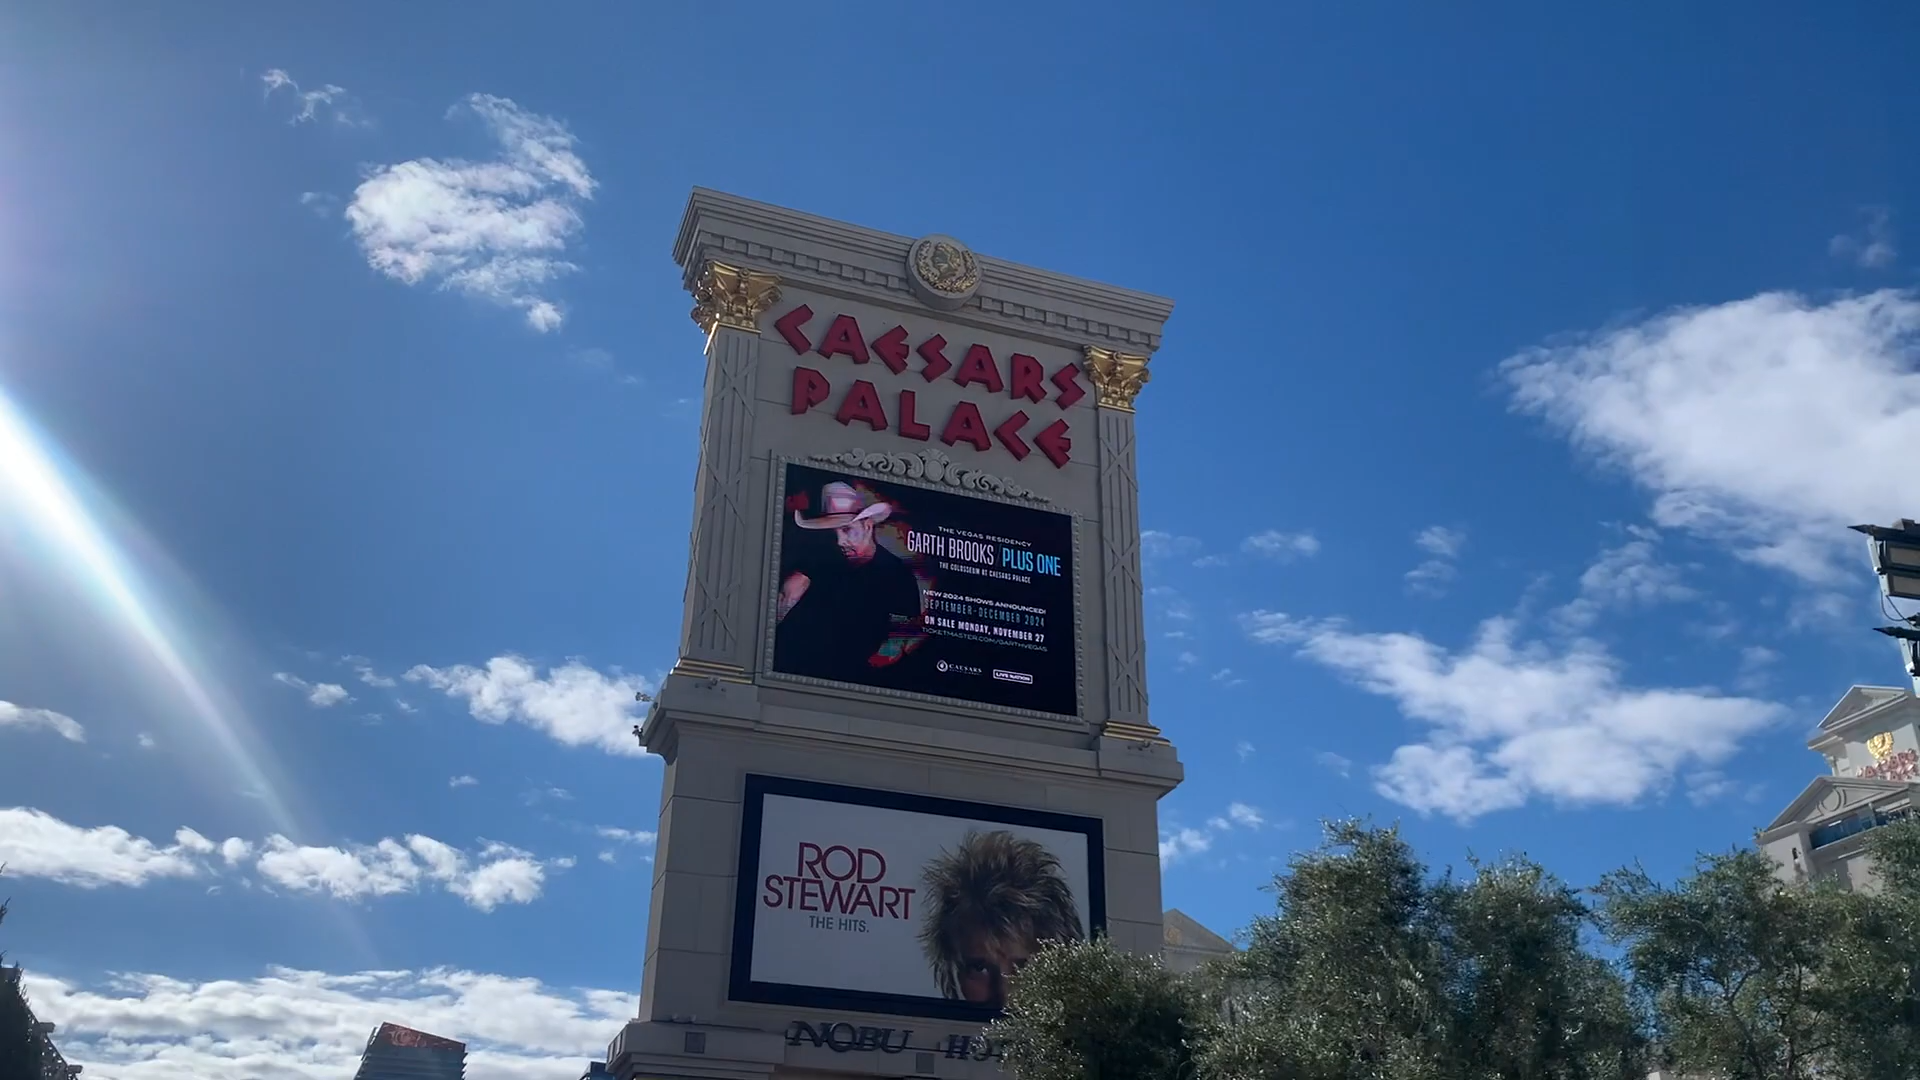 CAESARS
PALACE
THE VEGAS RESIDENCY
GARTH BROOKS/PLUS ONE
THE COLOSSEUM AT CAESARS PALACE
NEW 2024 SHOWS ANNOUNCED!
SEPTEMBER-DECEMBER 2024
ON SALE MONDAY, NOVEMBER 27
TICKETMASTER.COM/GARTHVEGAS
CAESARS
LIVE NATION
ROD
STEWART
THE HITS.
NOBU